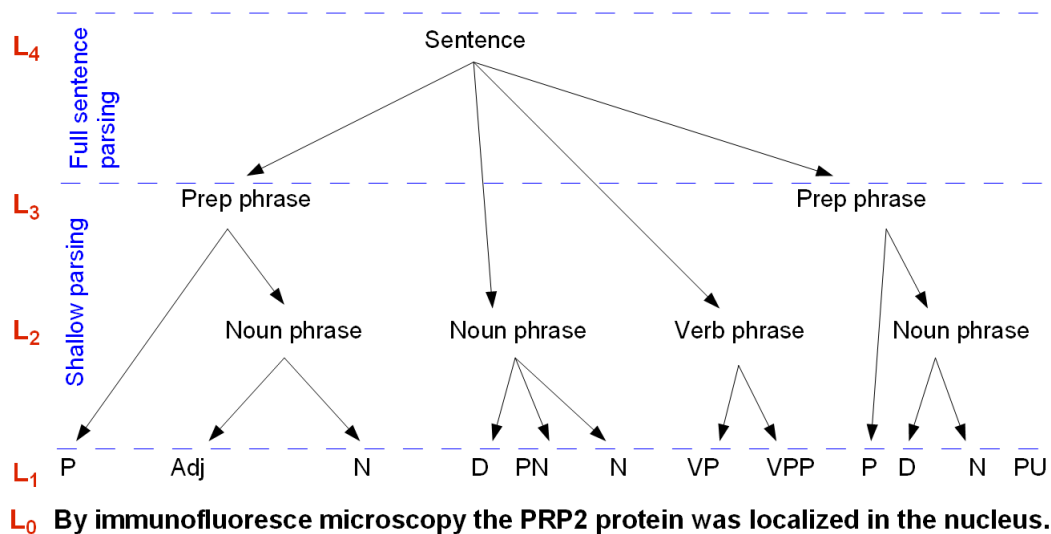 L4 Sentence
Full sentence
parsing
L3 Prep phrase Prep phrase
Shallow parsing
L2 Noun phrase Noun phrase Verb phrase Noun phrase
L1 P Adj N D PN N VP VPP P D N PU
L0 By immunofluoresce microscopy the PRP2 protein was localized in the nucleus.